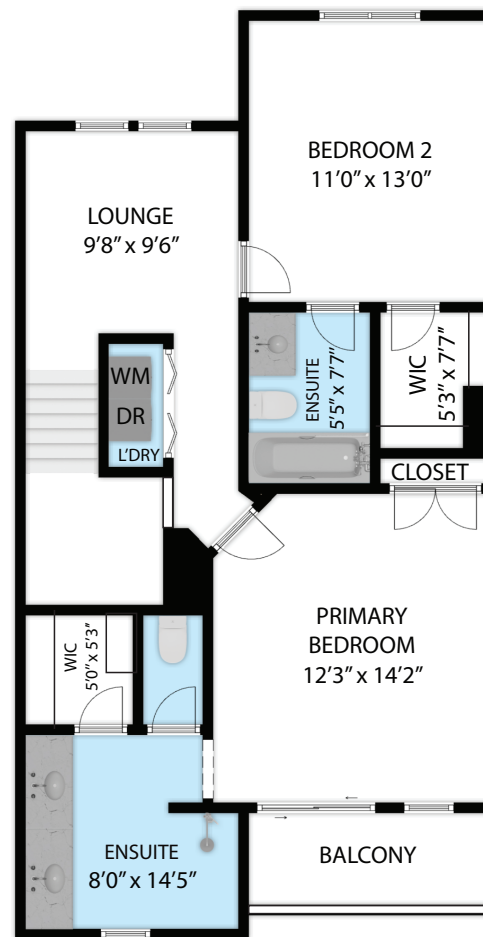 BEDROOM 2
11'0" x 13'0"
LOUNGE
9'8" x 9'6"
WM
DR
L'DRY
ENSUITE
5'5" x 7'7"
WIC
5'3" x 7'7"
CLOSET
PRIMARY
BEDROOM
12'3" x 14'2"
WIC
5'0" x 5'3"
ENSUITE
8'0" x 14'5"
BALCONY